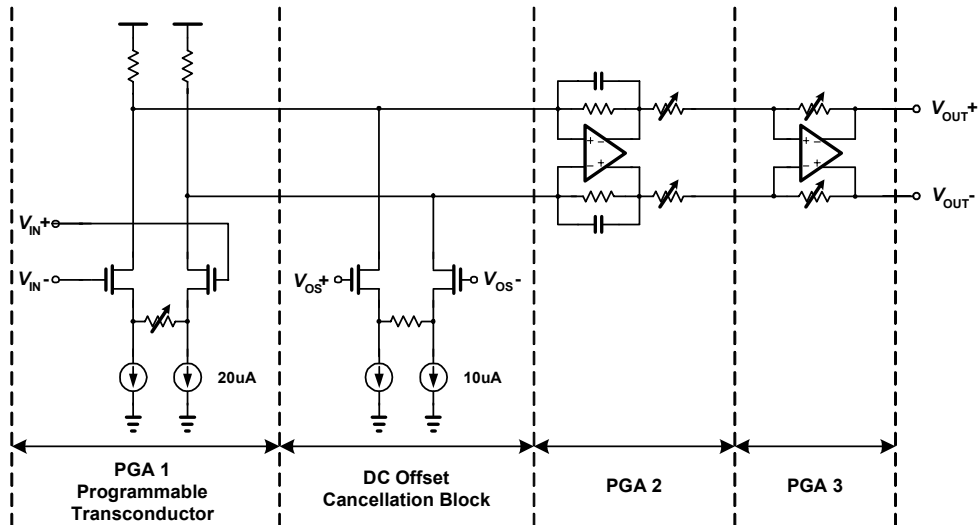 V_OUT+
V_OUT-
V_IN+
V_IN-
V_OS+
V_OS-
+ -
- +
+ -
- +
20uA
10uA
PGA 1
Programmable
Transconductor
DC Offset
Cancellation Block
PGA 2
PGA 3